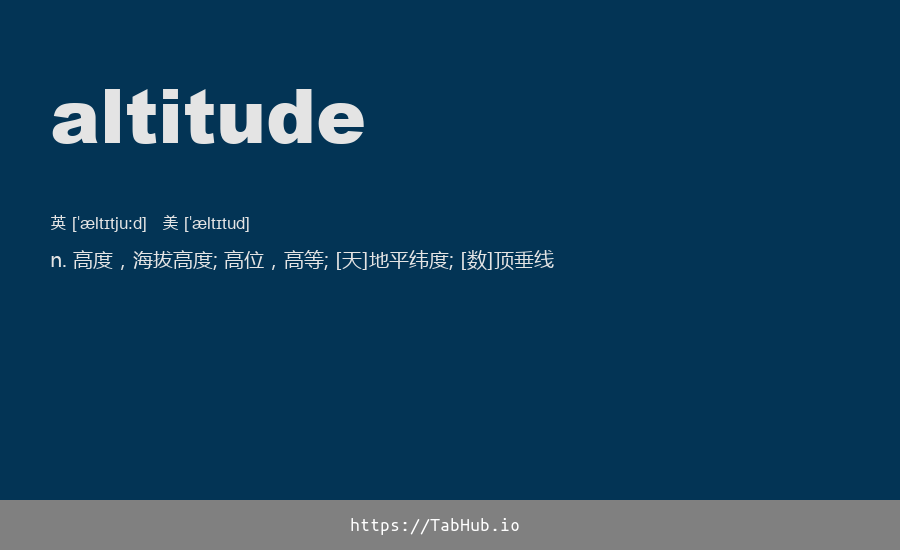 altitude
英 [ˈæltɪtjuːd] 美 [ˈæltɪtud]
n. 高度，海拔高度; 高位，高等; [天]地平纬度; [数]顶垂线
https://TabHub.io